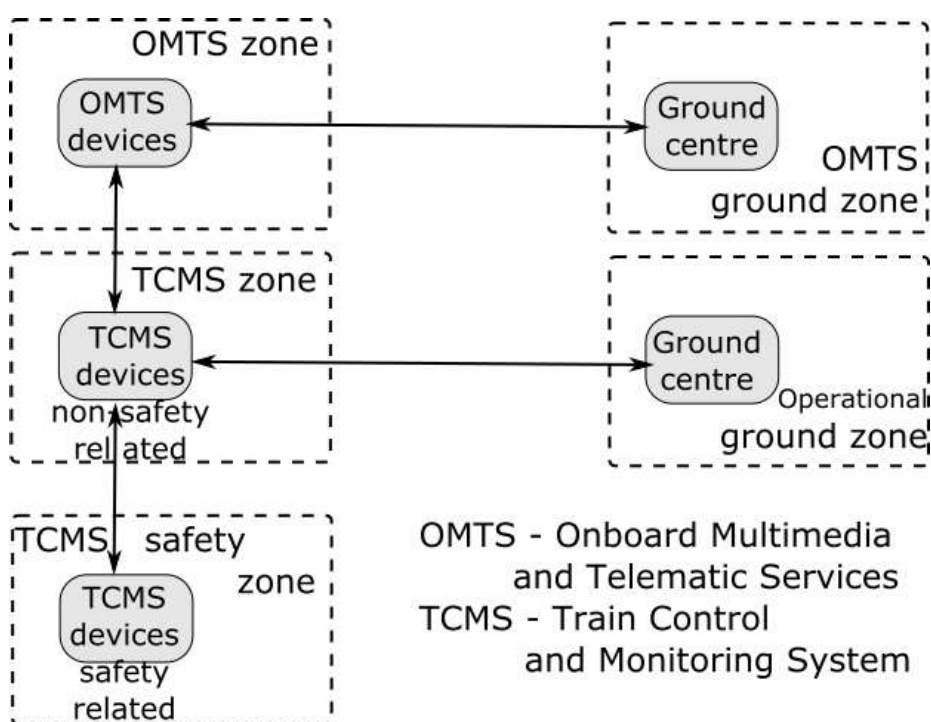 OMTS zone
OMTS
devices
Ground
centre
OMTS
ground zone
TCMS zone
TCMS
devices
non-safety
related
Ground
centre
Operational
ground zone
TCMS safety
zone
TCMS
devices
safety
related
OMTS - Onboard Multimedia
and Telematic Services
TCMS - Train Control
and Monitoring System